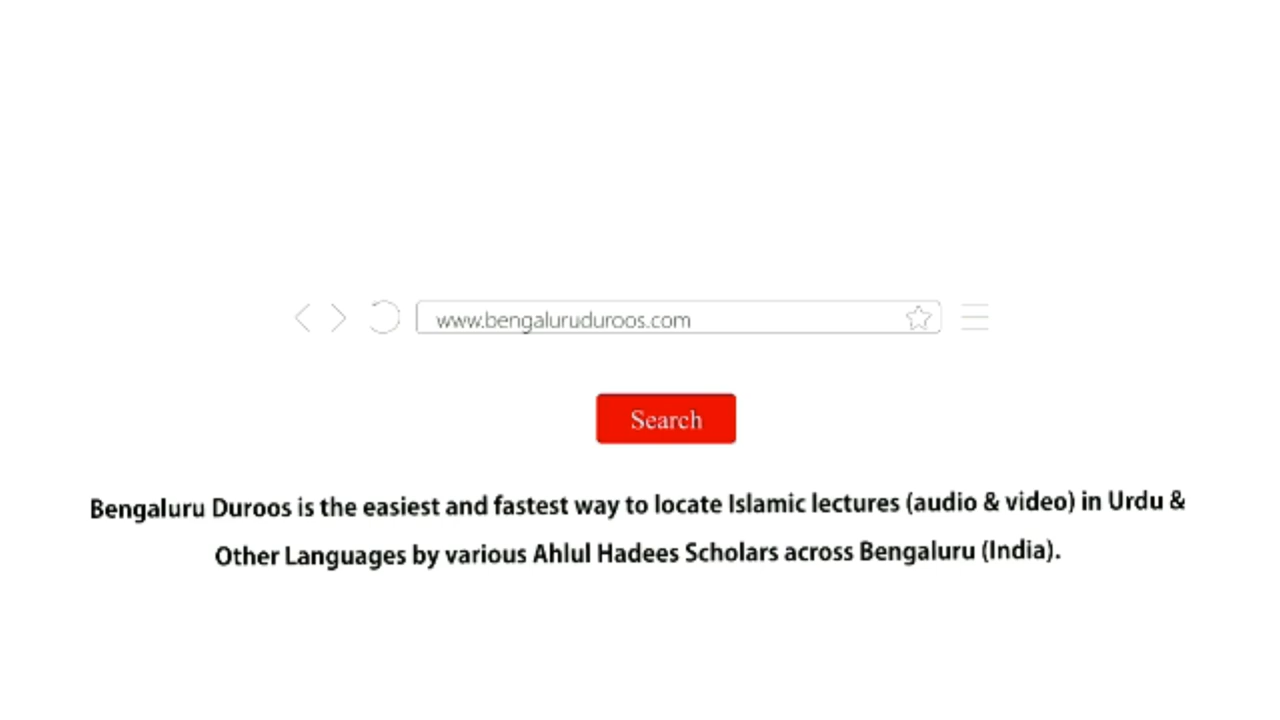 www.bengaluruduroos.com
Search
Bengaluru Duroos is the easiest and fastest way to locate Islamic lectures (audio & video) in Urdu &
Other Languages by various Ahlul Hadees Scholars across Bengaluru (India).